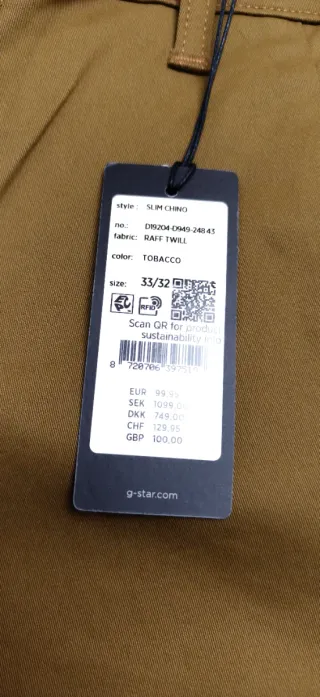 style: SLIM CHINO
no.: D19204-D949-248 43
fabric: RAFF TWILL
color: TOBACCO
size: 33/32
RFID
Scan QR for product
sustainability info
8 720706
EUR 99,95
SEK 1099,00
DKK 749,00
CHF 129,95
GBP 100,00
g-star.com